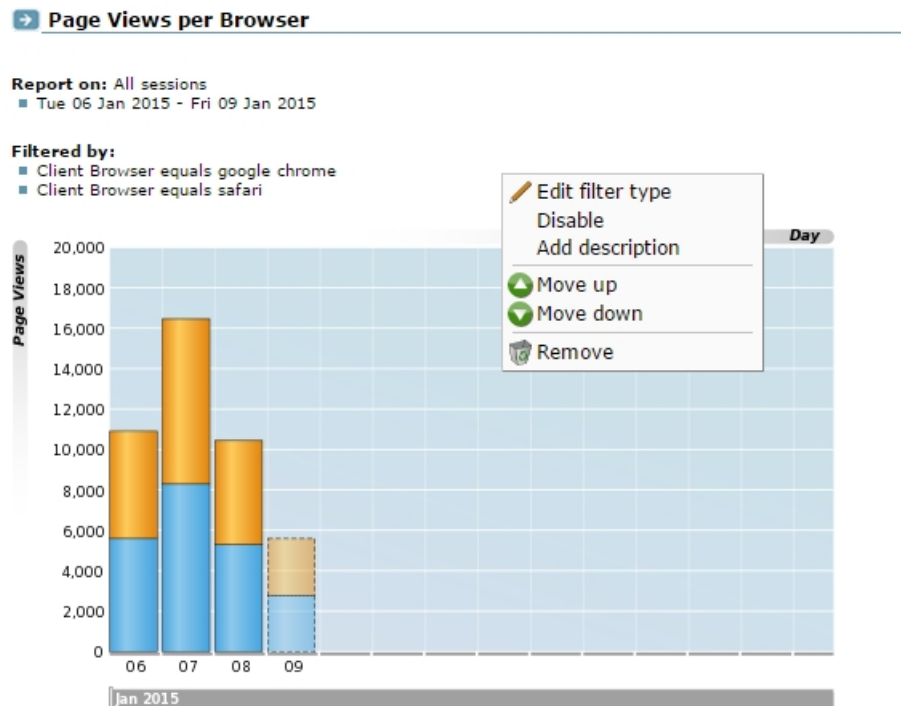 Page Views per Browser
Report on: All sessions
Tue 06 Jan 2015 - Fri 09 Jan 2015
Filtered by:
Client Browser equals google chrome
Client Browser equals safari
Edit filter type
Disable
Add description
Move up
Move down
Remove
Day
Page Views
20,000
18,000
16,000
14,000
12,000
10,000
8,000
6,000
4,000
2,000
0
06 07 08 09
Jan 2015